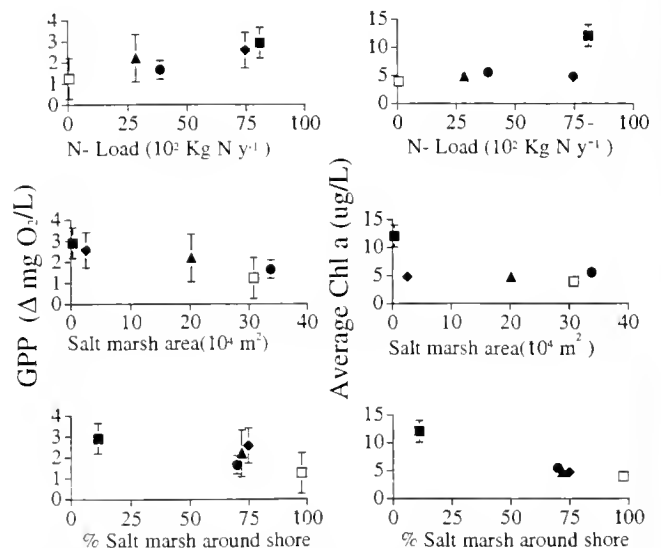 4
3
2
1
0
0 25 50 75 100
N- Load (10² Kg N y⁻¹)
15
10
5
0
0 25 50 75- 100
N- Load (10² Kg N y⁻¹)
GPP (Δ mg O₂/L)
4
3
2
1
0
0 10 20 30 40
Salt marsh area(10⁴ m²)
Average Chl a (ug/L)
15
10
5
0
0 10 20 30 40
Salt marsh area(10⁴ m²)
4
3
2
1
0
0 25 50 75 100
% Salt marsh around shore
15
10
5
0
0 25 50 75 100
% Salt marsh around shore